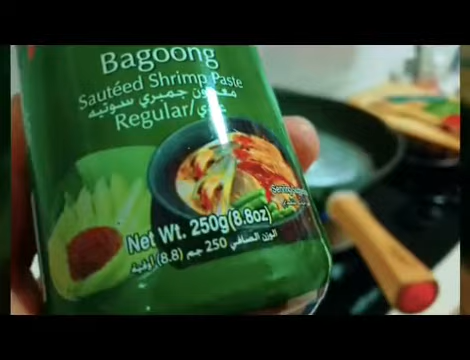 Bagoong
Sautéed Shrimp Paste
معجون جمبري سوتيه
Regular/
Net Wt. 250g(8.8oz)
الوزن الصافي 250 جم (8.8) اوقية